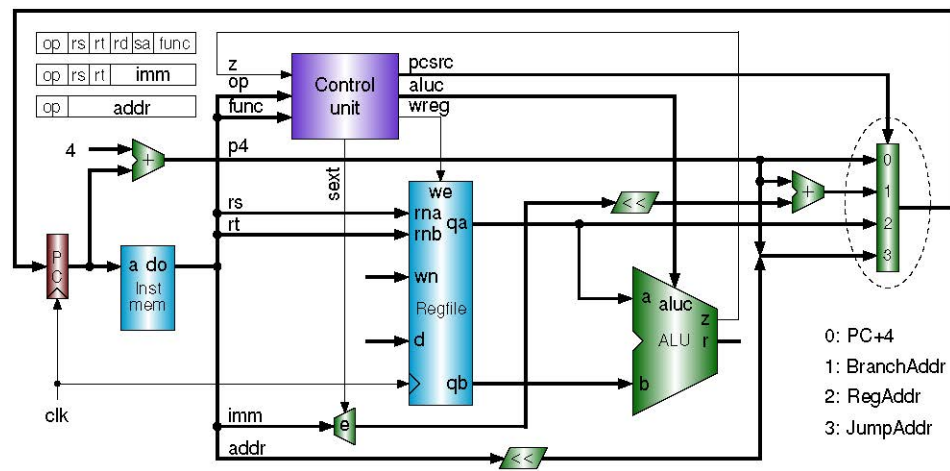 op rs rt rd sa func
op rs rt imm
op addr
z
op
func
Control
unit
pcsrc
aluc
wreg
4
+
p4
sext
we
rs
rna
qa
rt
rnb
<<
+
0
1
2
3
PC
a do
Inst
mem
wn
Regfile
d
qb
a
aluc
z
ALU
r
b
clk
imm
e
addr
<<
0: PC+4
1: BranchAddr
2: RegAddr
3: JumpAddr